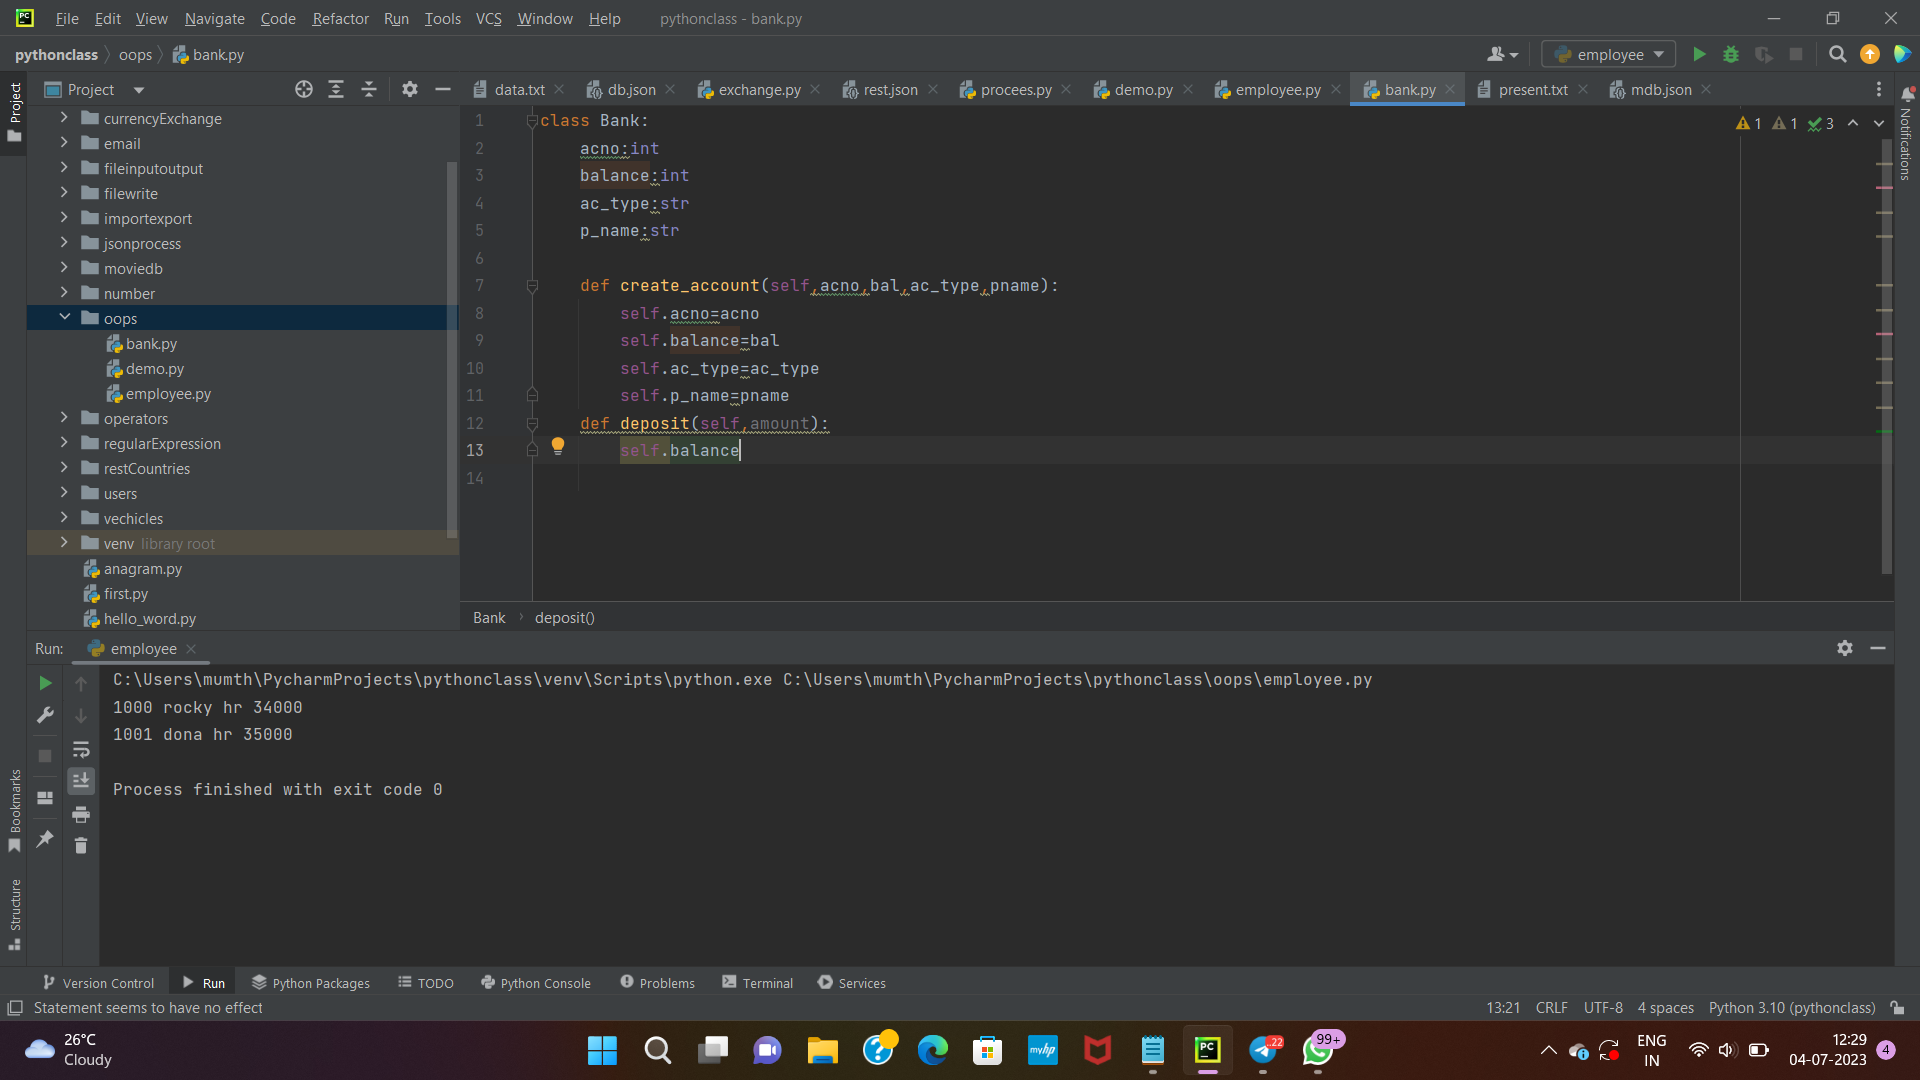 File Edit View Navigate Code Refactor Run Tools VCS Window Help pythonclass - bank.py
pythonclass oops bank.py employee
Project data.txt db.json exchange.py rest.json procees.py demo.py employee.py bank.py present.txt mdb.json
Project
Notifications
currencyExchange
email
fileinputoutput
filewrite
importexport
jsonprocess
moviedb
number
oops
bank.py
demo.py
employee.py
operators
regularExpression
restCountries
users
vechicles
venv library root
anagram.py
first.py
hello_word.py
1 class Bank:
2 acno:int
3 balance:int
4 ac_type:str
5 p_name:str
6
7 def create_account(self,acno,bal,ac_type,pname):
8 self.acno=acno
9 self.balance=bal
10 self.ac_type=ac_type
11 self.p_name=pname
12 def deposit(self,amount):
13 self.balance
14
1 1 3
Bank deposit()
Run: employee
C:\Users\mumth\PycharmProjects\pythonclass\venv\Scripts\python.exe C:\Users\mumth\PycharmProjects\pythonclass\oops\employee.py
1000 rocky hr 34000
1001 dona hr 35000
Process finished with exit code 0
Bookmarks
Structure
Version Control Run Python Packages TODO Python Console Problems Terminal Services
Statement seems to have no effect 13:21 CRLF UTF-8 4 spaces Python 3.10 (pythonclass)
26°C
Cloudy
PC
myhp
PC
..22
99+
ENG
IN
12:29
04-07-2023
4